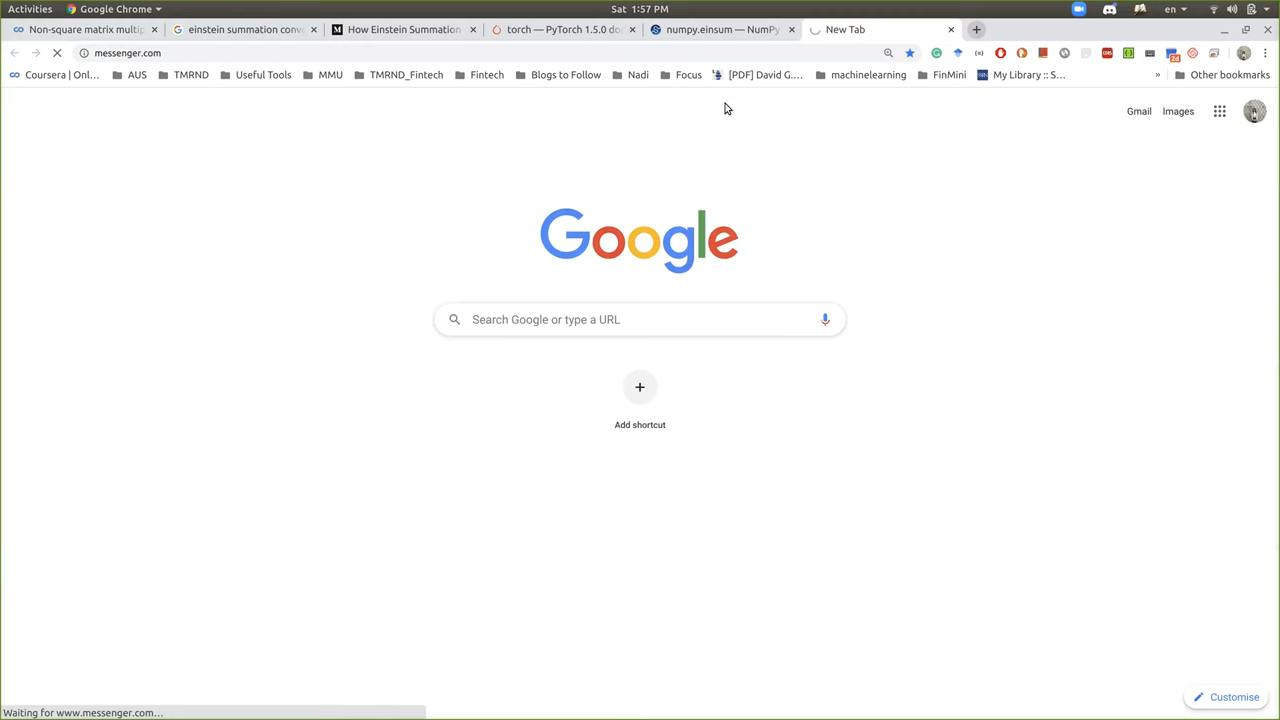 Activities Google Chrome Sat 1:57PM en
Non-square matrix multip einstein summation conv How Einstein Summation torch — PyTorch 1.5.0 do numpy.einsum — NumPy New Tab
messenger.com
Coursera | Onl... AUS TMRND Useful Tools MMU TMRND_Fintech Fintech Blogs to Follow Nadi Focus [PDF] David G.... machinelearning FinMini My Library :: S... » Other bookmarks
Gmail Images
Google
Search Google or type a URL
Add shortcut
Customise
Waiting for www.messenger.com...